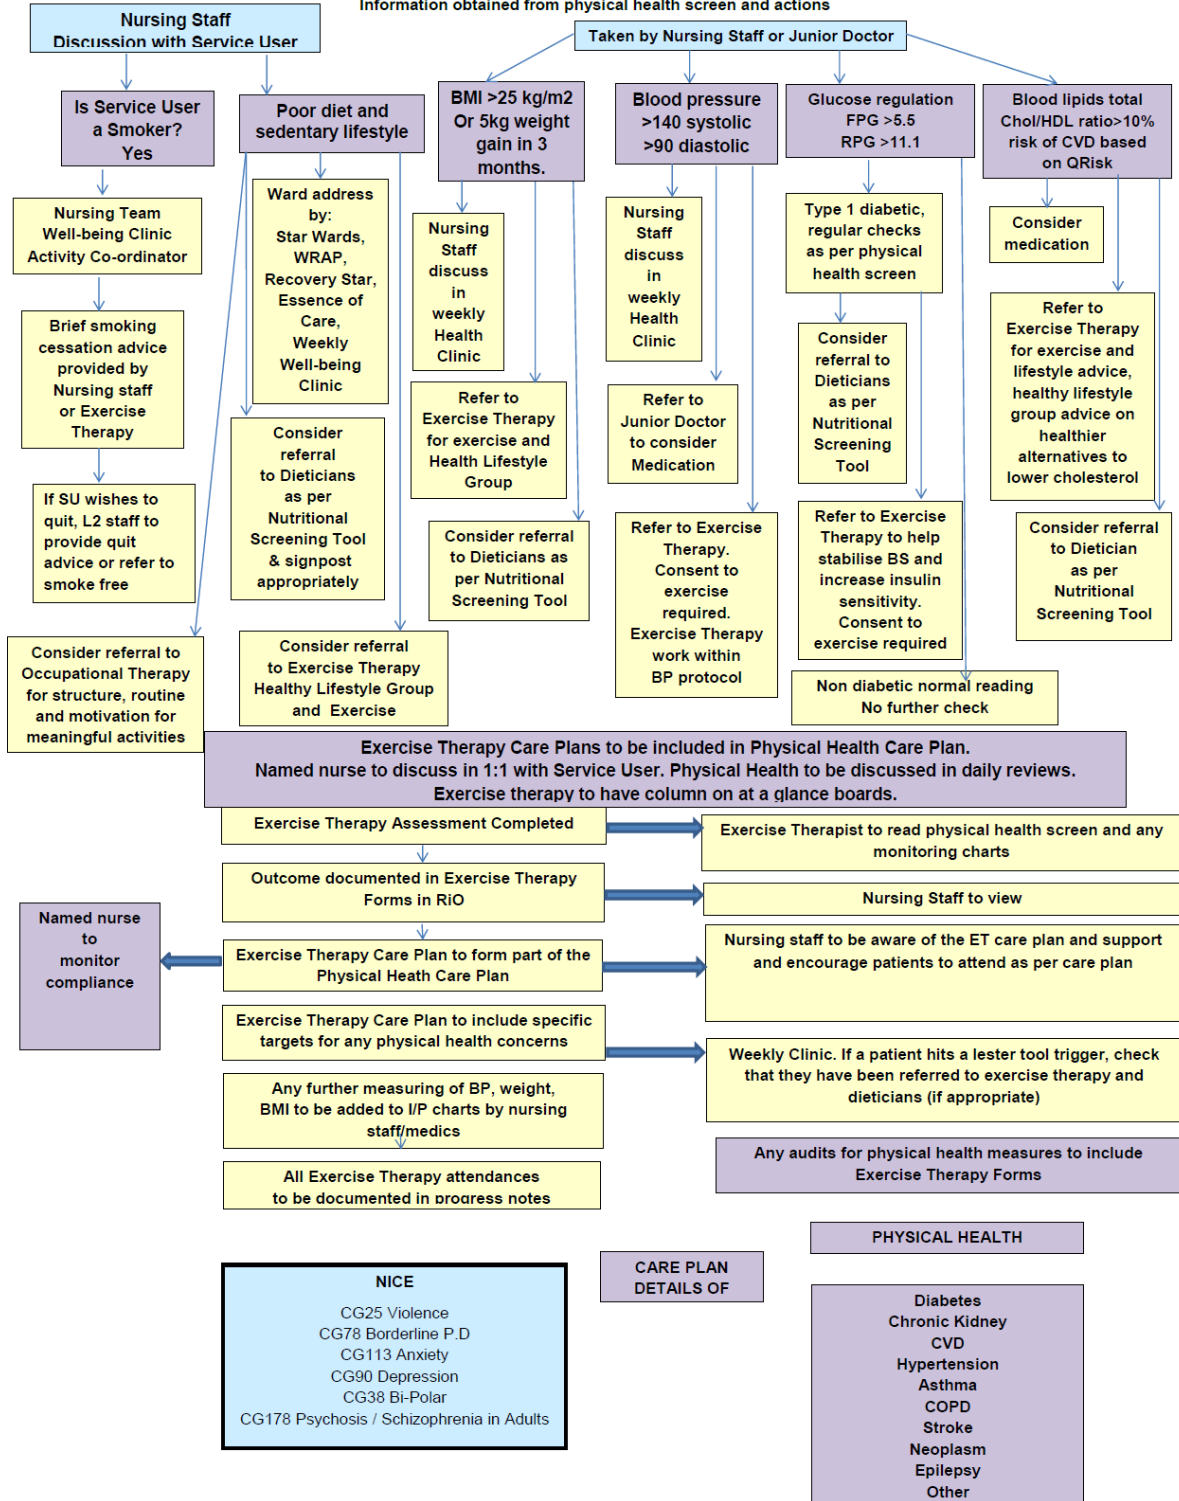 Information obtained from physical health screen and actions
Nursing Staff
Discussion with Service User
Taken by Nursing Staff or Junior Doctor
Is Service User
a Smoker?
Yes
Poor diet and
sedentary lifestyle
BMI >25 kg/m2
Or 5kg weight
gain in 3
months.
Blood pressure
>140 systolic
>90 diastolic
Glucose regulation
FPG >5.5
RPG >11.1
Blood lipids total
Chol/HDL ratio>10%
risk of CVD based
on QRisk
Nursing Team
Well-being Clinic
Activity Co-ordinator
Brief smoking
cessation advice
provided by
Nursing staff
or Exercise
Therapy
If SU wishes to
quit, L2 staff to
provide quit
advice or refer to
smoke free
Consider referral to
Occupational Therapy
for structure, routine
and motivation for
meaningful activities
Ward address
by:
Star Wards,
WRAP,
Recovery Star,
Essence of
Care,
Weekly
Well-being
Clinic
Consider
referral
to Dieticians
as per
Nutritional
Screening Tool
& signpost
appropriately
Consider referral
to Exercise Therapy
Healthy Lifestyle Group
and Exercise
Nursing
Staff
discuss
in
weekly
Health
Clinic
Refer to
Exercise Therapy
for exercise and
Health Lifestyle
Group
Consider referral
to Dieticians as
per Nutritional
Screening Tool
Nursing
Staff
discuss
in
weekly
Health
Clinic
Refer to
Junior Doctor
to consider
Medication
Refer to Exercise
Therapy.
Consent to
exercise
required.
Exercise Therapy
work within
BP protocol
Type 1 diabetic,
regular checks
as per physical
health screen
Consider
referral to
Dieticians
as per
Nutritional
Screening
Tool
Refer to Exercise
Therapy to help
stabilise BS and
increase insulin
sensitivity.
Consent to
exercise required
Non diabetic normal reading
No further check
Consider
medication
Refer to
Exercise Therapy
for exercise and
lifestyle advice,
healthy lifestyle
group advice on
healthier
alternatives to
lower cholesterol
Consider referral
to Dietician
as per
Nutritional
Screening Tool
Exercise Therapy Care Plans to be included in Physical Health Care Plan.
Named nurse to discuss in 1:1 with Service User. Physical Health to be discussed in daily reviews.
Exercise therapy to have column on at a glance boards.
Exercise Therapy Assessment Completed
Exercise Therapist to read physical health screen and any
monitoring charts
Outcome documented in Exercise Therapy
Forms in RiO
Nursing Staff to view
Named nurse
to
monitor
compliance
Exercise Therapy Care Plan to form part of the
Physical Heath Care Plan
Nursing staff to be aware of the ET care plan and support
and encourage patients to attend as per care plan
Exercise Therapy Care Plan to include specific
targets for any physical health concerns
Weekly Clinic. If a patient hits a lester tool trigger, check
that they have been referred to exercise therapy and
dieticians (if appropriate)
Any further measuring of BP, weight,
BMI to be added to I/P charts by nursing
staff/medics
Any audits for physical health measures to include
Exercise Therapy Forms
All Exercise Therapy attendances
to be documented in progress notes
PHYSICAL HEALTH
CARE PLAN
DETAILS OF
NICE
CG25 Violence
CG78 Borderline P.D
CG113 Anxiety
CG90 Depression
CG38 Bi-Polar
CG178 Psychosis / Schizophrenia in Adults
Diabetes
Chronic Kidney
CVD
Hypertension
Asthma
COPD
Stroke
Neoplasm
Epilepsy
Other